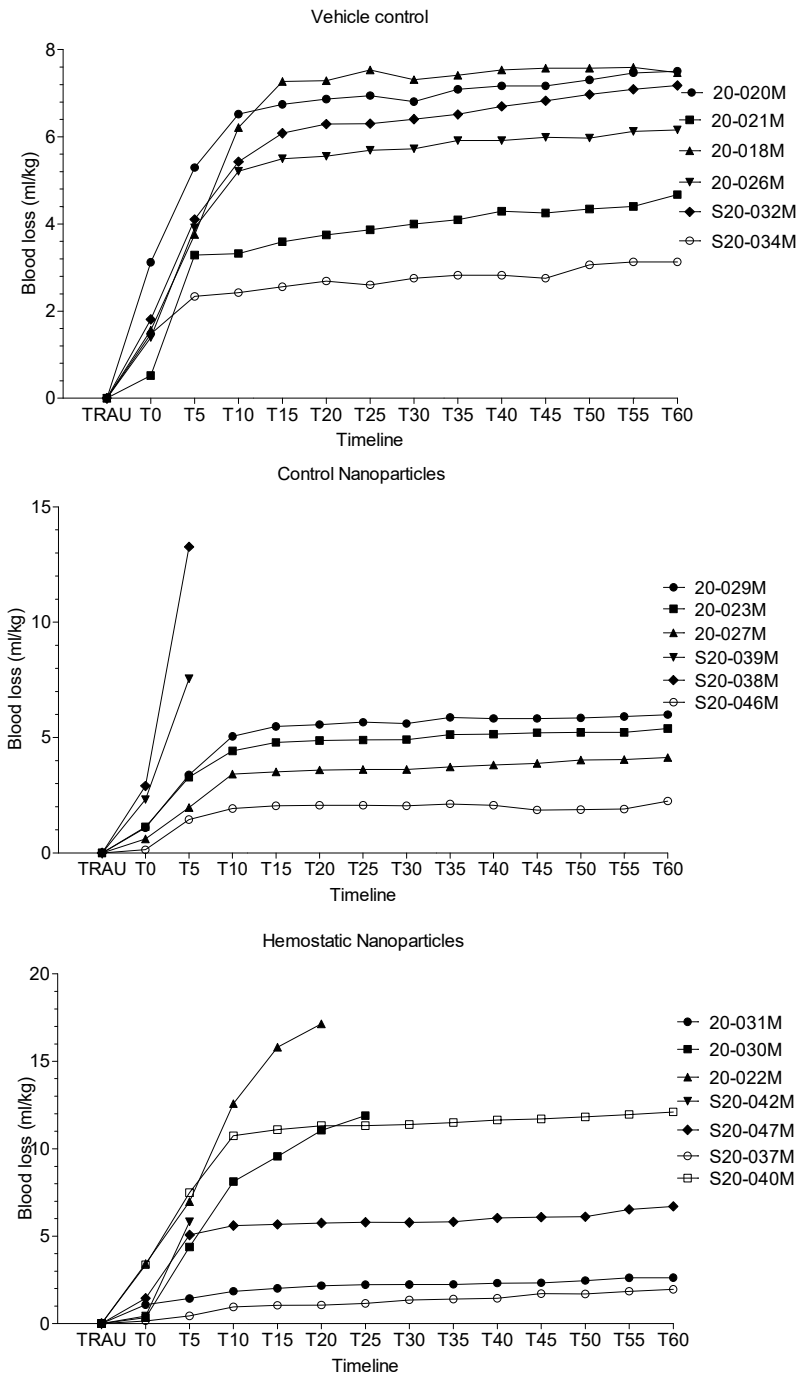 Vehicle control
8
6
4
2
0
Blood loss (ml/kg)
TRAU T0 T5 T10 T15 T20 T25 T30 T35 T40 T45 T50 T55 T60
Timeline
20-020M
20-021M
20-018M
20-026M
S20-032M
S20-034M
Control Nanoparticles
15
10
5
0
Blood loss (ml/kg)
TRAU T0 T5 T10 T15 T20 T25 T30 T35 T40 T45 T50 T55 T60
Timeline
20-029M
20-023M
20-027M
S20-039M
S20-038M
S20-046M
Hemostatic Nanoparticles
20
15
10
5
0
Blood loss (ml/kg)
TRAU T0 T5 T10 T15 T20 T25 T30 T35 T40 T45 T50 T55 T60
Timeline
20-031M
20-030M
20-022M
S20-042M
S20-047M
S20-037M
S20-040M